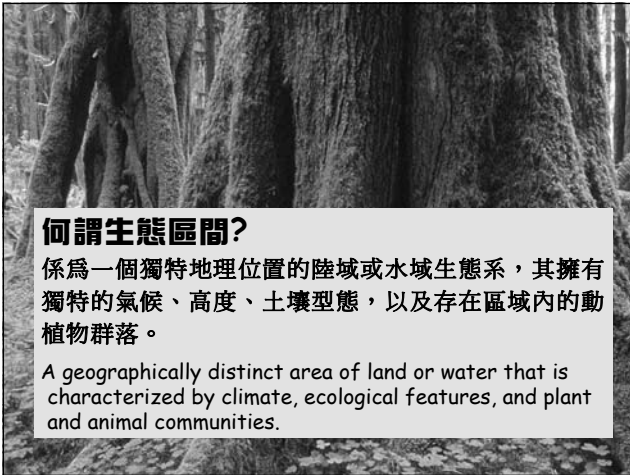 何謂生態區間?
係為一個獨特地理位置的陸域或水域生態系，其擁有
獨特的氣候、高度、土壤型態，以及存在區域內的動
植物群落。
A geographically distinct area of land or water that is
characterized by climate, ecological features, and plant
and animal communities.